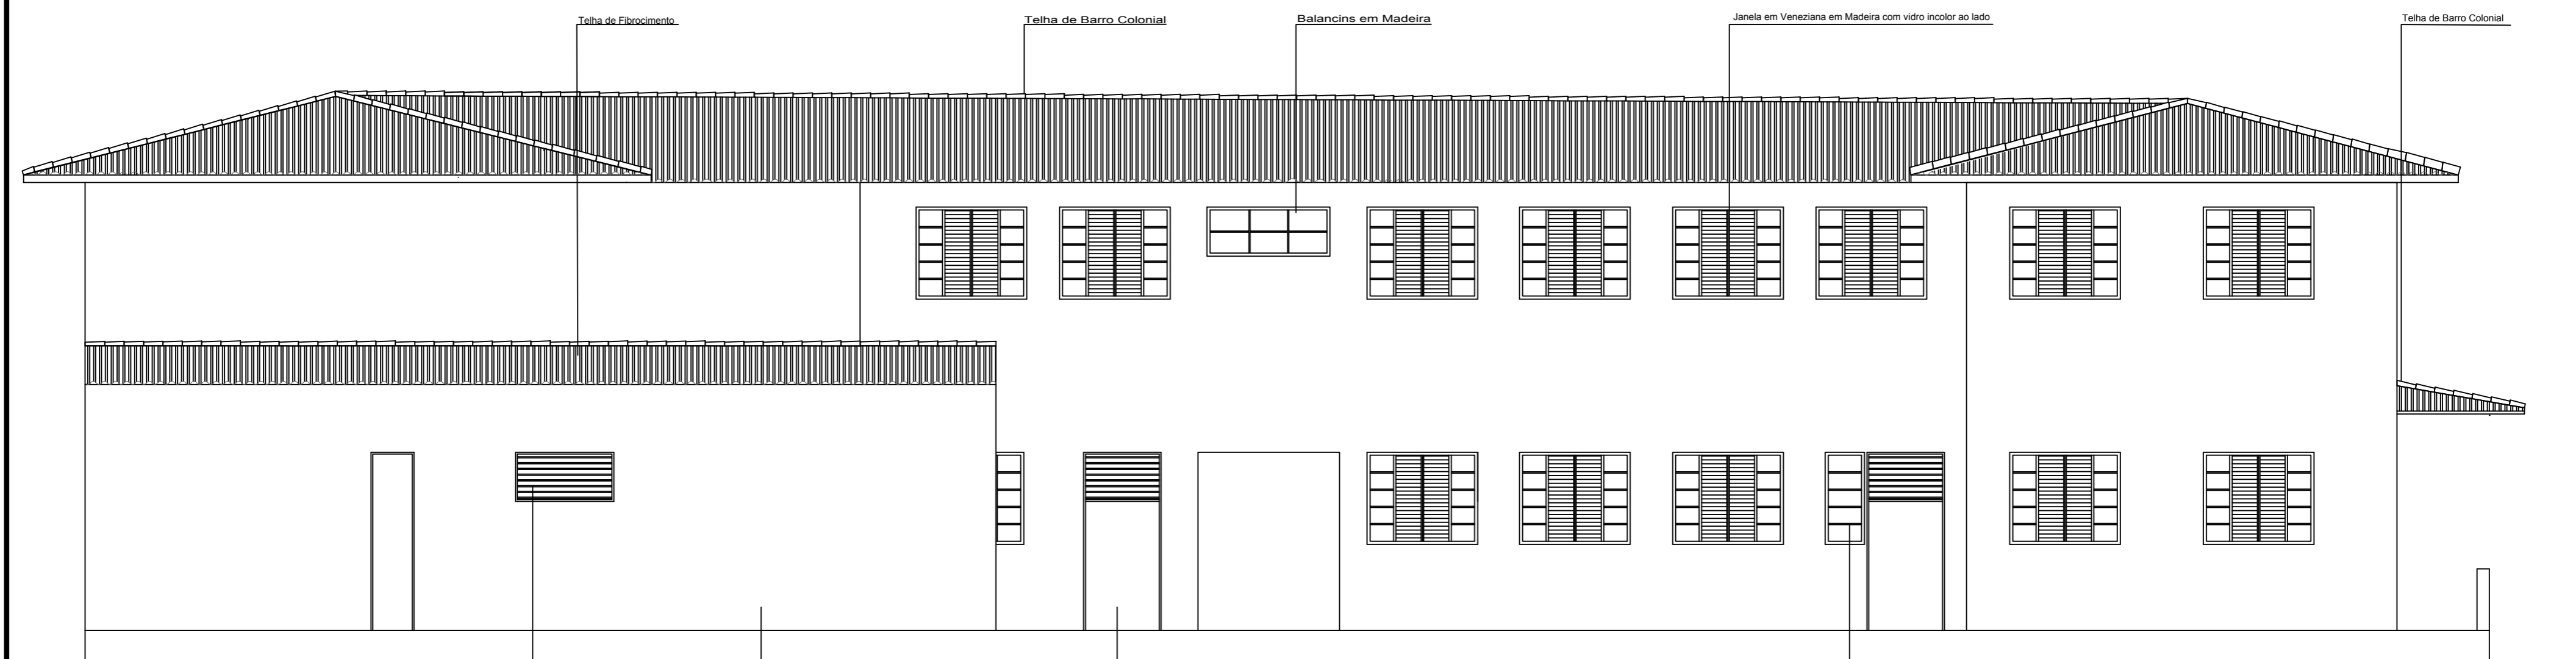 Telha de Fibrocimento
Telha de Barro Colonial
Balancins em Madeira
Janela em Veneziana em Madeira com vidro incolor ao lado
Telha de Barro Colonial